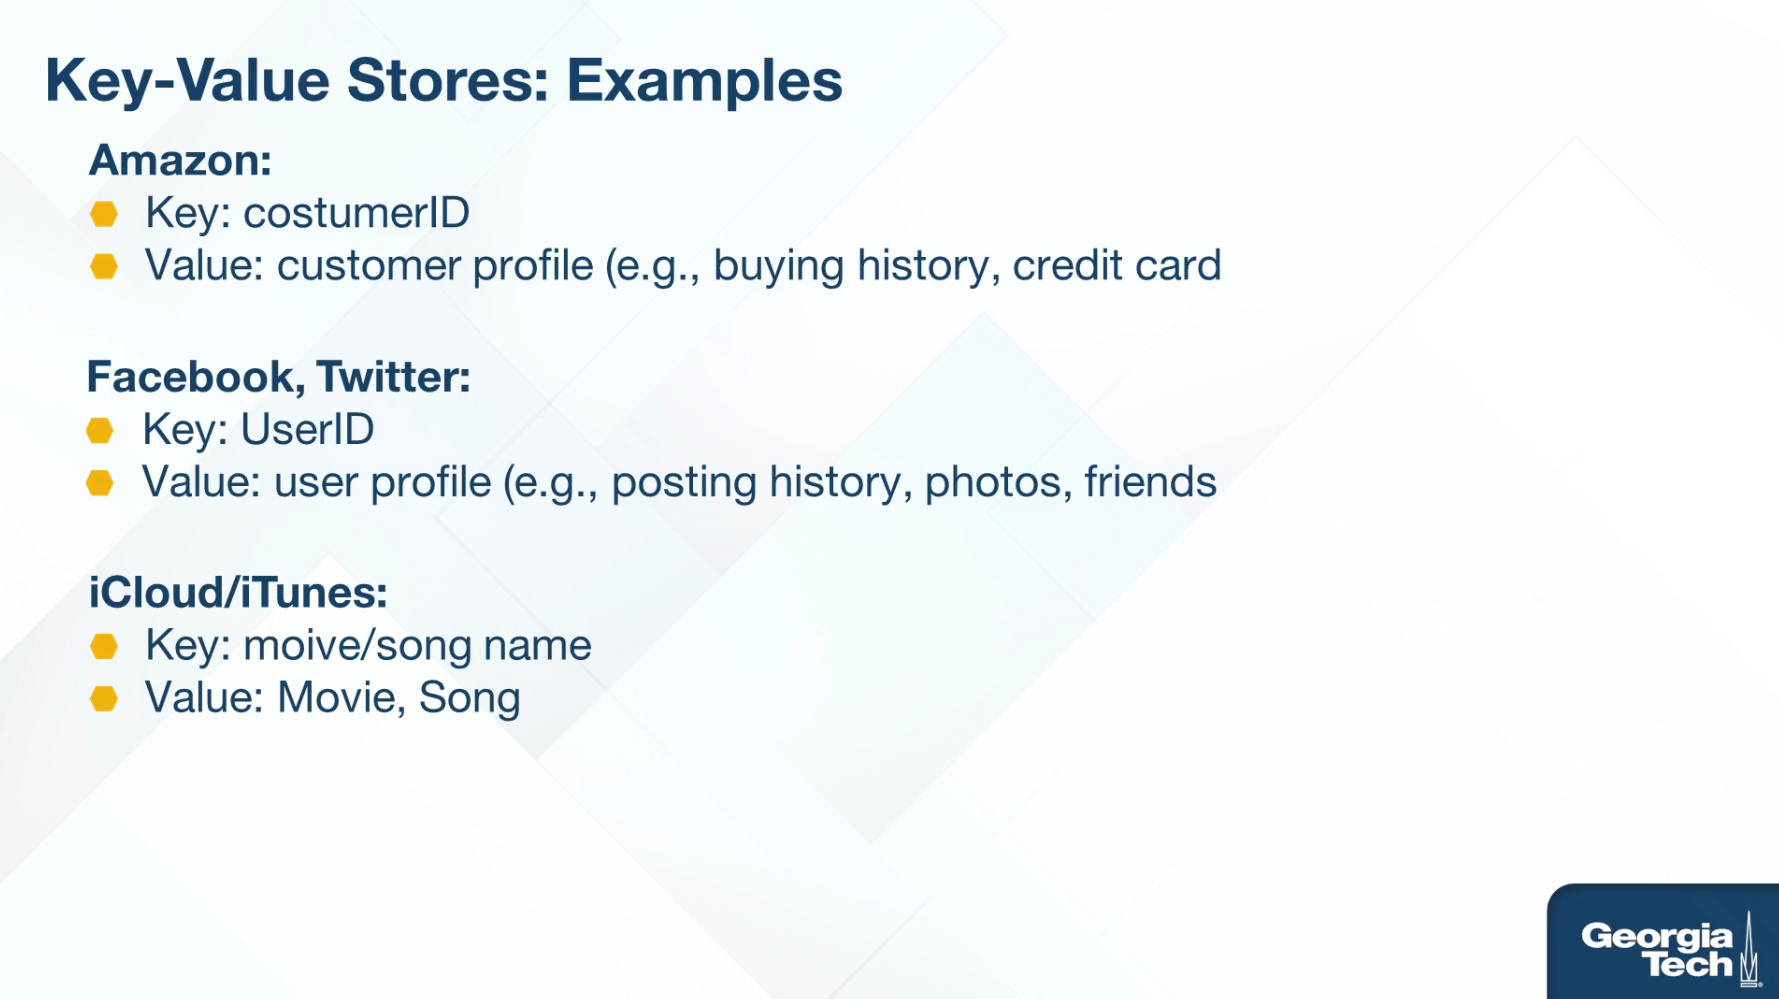 Key-Value Stores: Examples
Amazon:
Key: costumerID
Value: customer profile (e.g., buying history, credit card
Facebook, Twitter:
Key: UserID
Value: user profile (e.g., posting history, photos, friends
iCloud/iTunes:
Key: moive/song name
Value: Movie, Song
Georgia
Tech